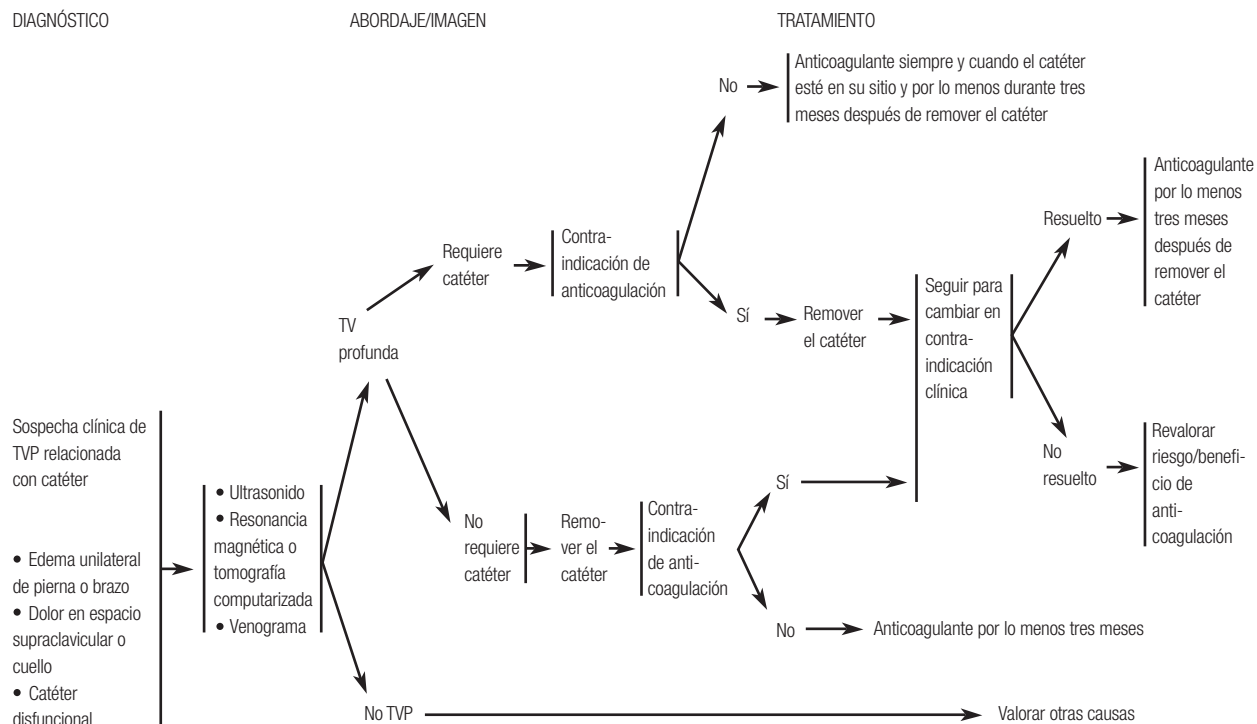 DIAGNÓSTICO
ABORDAJE/IMAGEN
TRATAMIENTO
Sospecha clínica de
TVP relacionada
con catéter
• Edema unilateral
de pierna o brazo
• Dolor en espacio
supraclavicular o
cuello
• Catéter
disfuncional
• Ultrasonido
• Resonancia
magnética o
tomografía
computarizada
• Venograma
TV
profunda
Requiere
catéter
Contra-
indicación de
anticoagulación
No
Anticoagulante siempre y cuando el catéter
esté en su sitio y por lo menos durante tres
meses después de remover el catéter
Sí
Remover
el catéter
Seguir para
cambiar en
contra-
indicación
clínica
Resuelto
Anticoagulante
por lo menos
tres meses
después de
remover el
catéter
No
resuelto
Revalorar
riesgo/benefi-
cio de
anti-
coagulación
No
requiere
catéter
Remo-
ver el
catéter
Contra-
indicación
de anti-
coagulación
Sí
No
Anticoagulante por lo menos tres meses
No TVP
Valorar otras causas